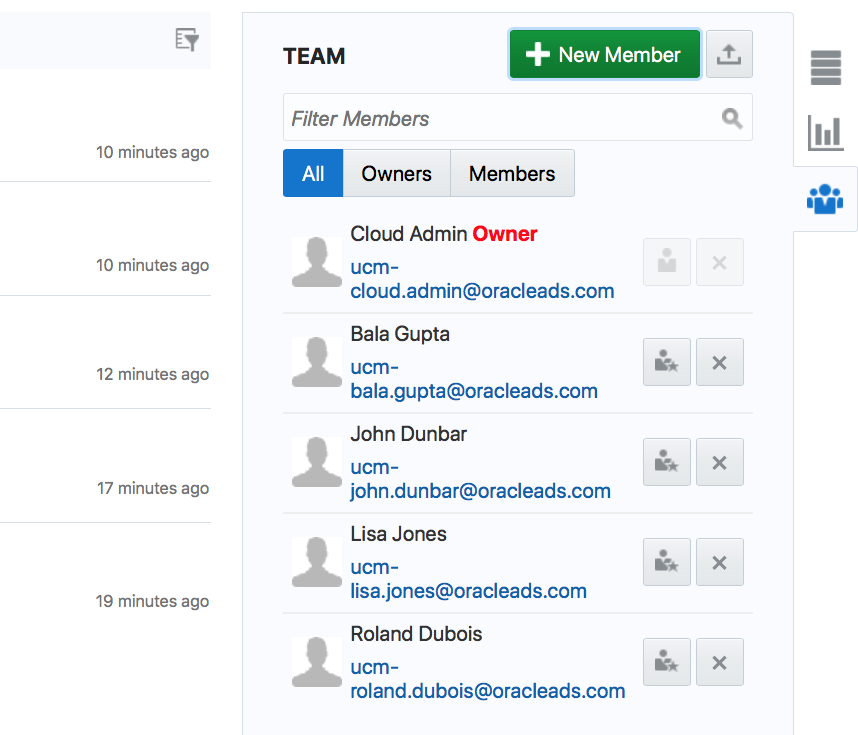 TEAM
New Member
Filter Members
All
Owners
Members
10 minutes ago
10 minutes ago
12 minutes ago
17 minutes ago
19 minutes ago
Cloud Admin Owner
ucm-
cloud.admin@oracleads.com
Bala Gupta
ucm-
bala.gupta@oracleads.com
John Dunbar
ucm-
john.dunbar@oracleads.com
Lisa Jones
ucm-
lisa.jones@oracleads.com
Roland Dubois
ucm-
roland.dubois@oracleads.com